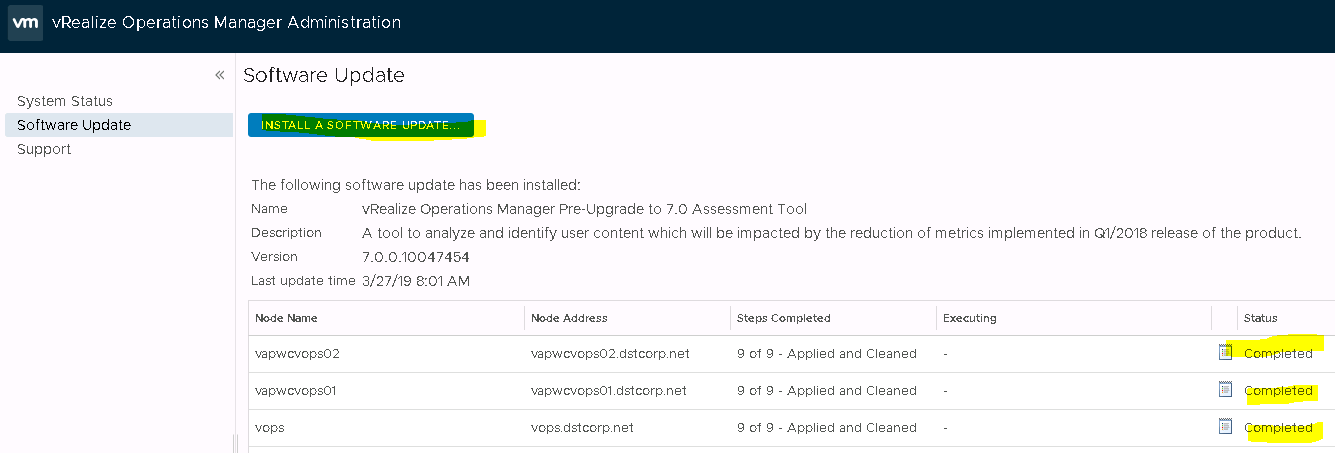 vm vRealize Operations Manager Administration
«
Software Update
System Status
Software Update
Support
INSTALL A SOFTWARE UPDATE...
The following software update has been installed:
Name vRealize Operations Manager Pre-Upgrade to 7.0 Assessment Tool
Description A tool to analyze and identify user content which will be impacted by the reduction of metrics implemented in Q1/2018 release of the product.
Version 7.0.0.10047454
Last update time 3/27/19 8:01 AM
Node Name Node Address Steps Completed Executing Status
vapwcvops02 vapwcvops02.dstcorp.net 9 of 9 - Applied and Cleaned - Completed
vapwcvops01 vapwcvops01.dstcorp.net 9 of 9 - Applied and Cleaned - Completed
vops vops.dstcorp.net 9 of 9 - Applied and Cleaned - Completed